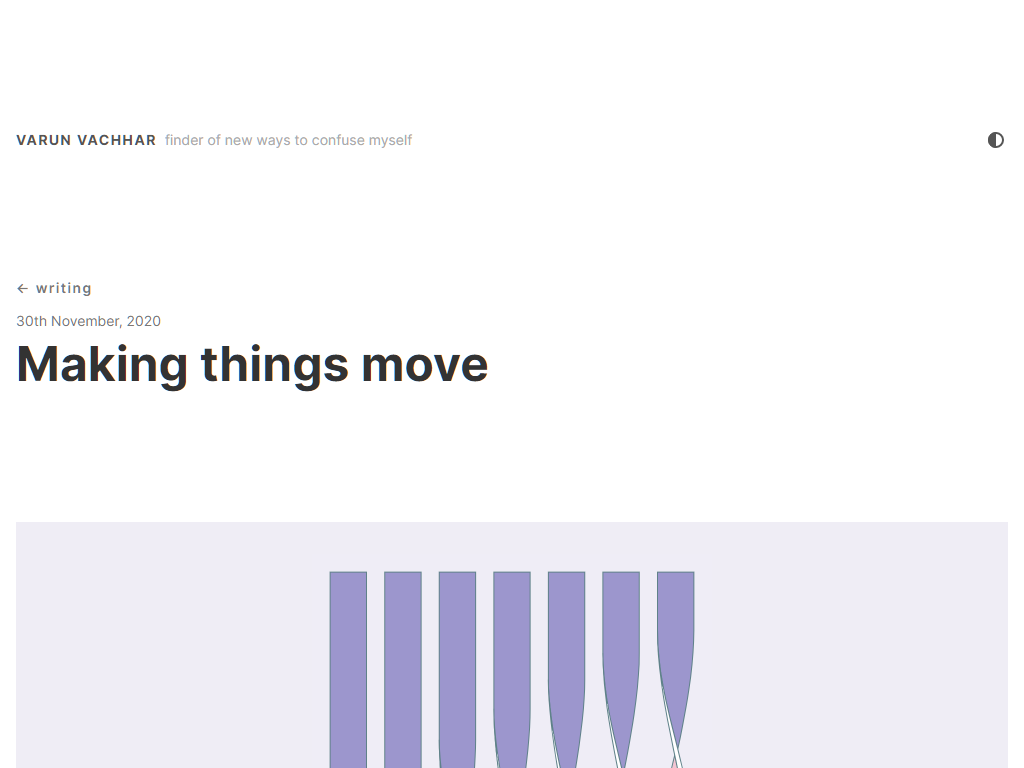 VARUN VACHHAR finder of new ways to confuse myself
← writing
30th November, 2020
Making things move